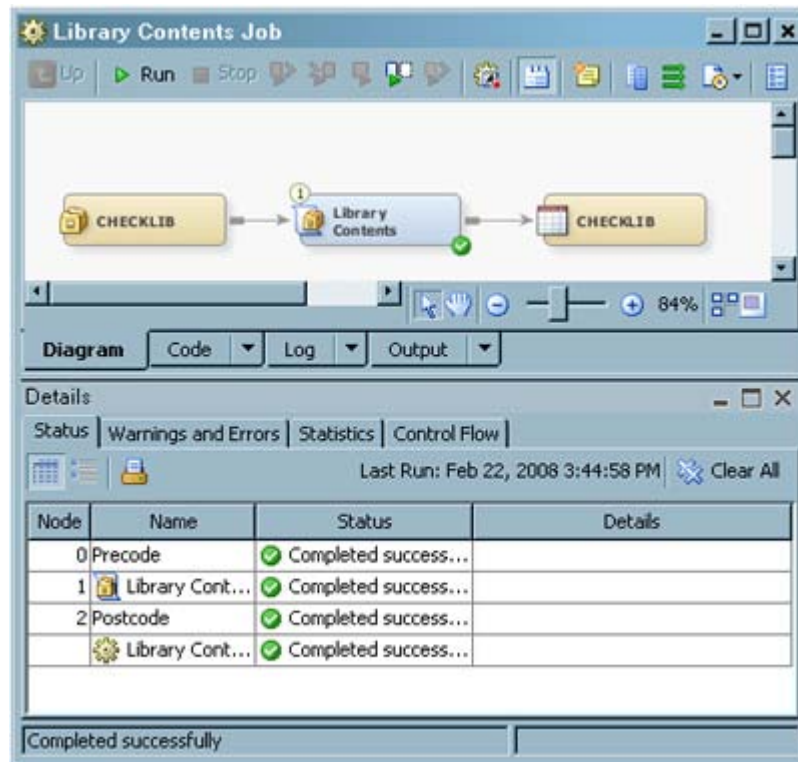 Library Contents Job
Up Run Stop
CHECKLIB
1
Library
Contents
CHECKLIB
84%
Diagram Code Log Output
Details
Status Warnings and Errors Statistics Control Flow
Last Run: Feb 22, 2008 3:44:58 PM Clear All
Node Name Status Details
0 Precode Completed success...
1 Library Cont... Completed success...
2 Postcode Completed success...
Library Cont... Completed success...
Completed successfully